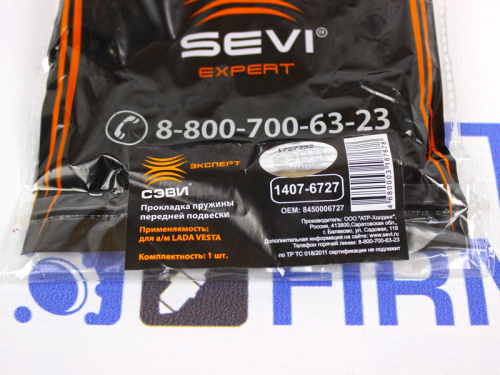 SEVI®
EXPERT
8-800-700-63-23
ЭКСПЕРТ
СЭВИ®
Прокладка пружины
передней подвески
Применяемость:
для а/м LADA VESTA
Комплектность: 1 шт.
1727392
1407-6727
OEM: 8450006727
4680003187678
Производитель: ООО "АТР-Холдинг",
Россия, 413800,Саратовская обл.,
г. Балаково, ул. Садовая, 119
Дополнительная информация на сайте: www.sevi.ru
Телефон горячей линии: 8-800-700-63-23
по ТР ТС 018/2011 сертификации не подлежит
FIRM